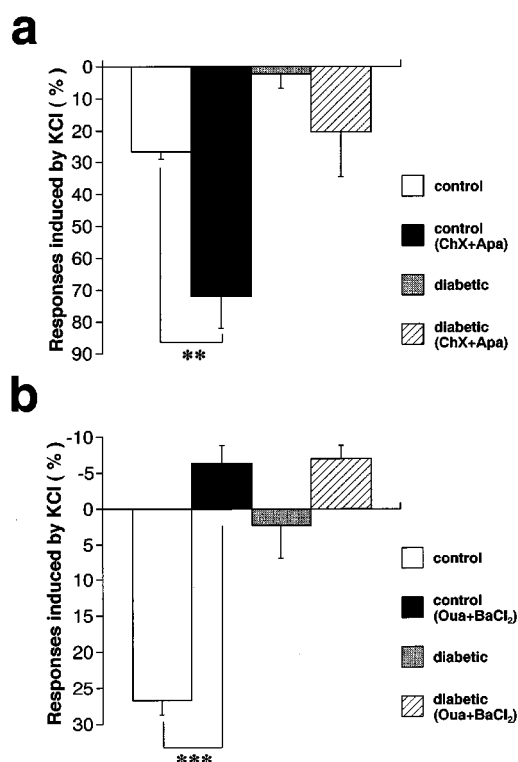 a
Responses induced by KCl ( % )
0
10
20
30
40
50
60
70
80
90
**
control
control
(ChX+Apa)
diabetic
diabetic
(ChX+Apa)
b
Responses induced by KCl ( % )
-10
-5
0
5
10
15
20
25
30
***
control
control
(Oua+BaCl₂)
diabetic
diabetic
(Oua+BaCl₂)